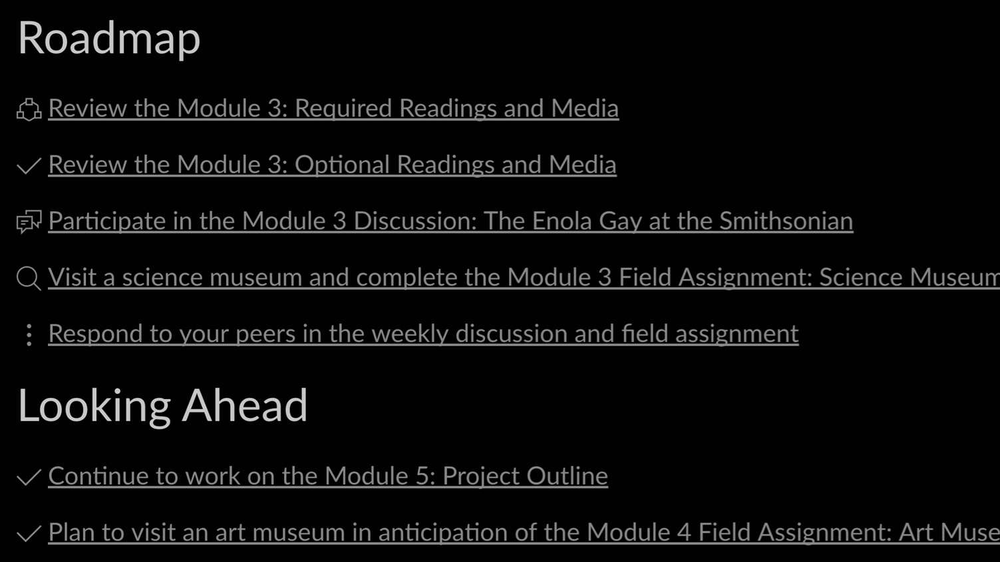 Roadmap
Review the Module 3: Required Readings and Media
Review the Module 3: Optional Readings and Media
Participate in the Module 3 Discussion: The Enola Gay at the Smithsonian
Visit a science museum and complete the Module 3 Field Assignment: Science Museum
Respond to your peers in the weekly discussion and field assignment
Looking Ahead
Continue to work on the Module 5: Project Outline
Plan to visit an art museum in anticipation of the Module 4 Field Assignment: Art Muse